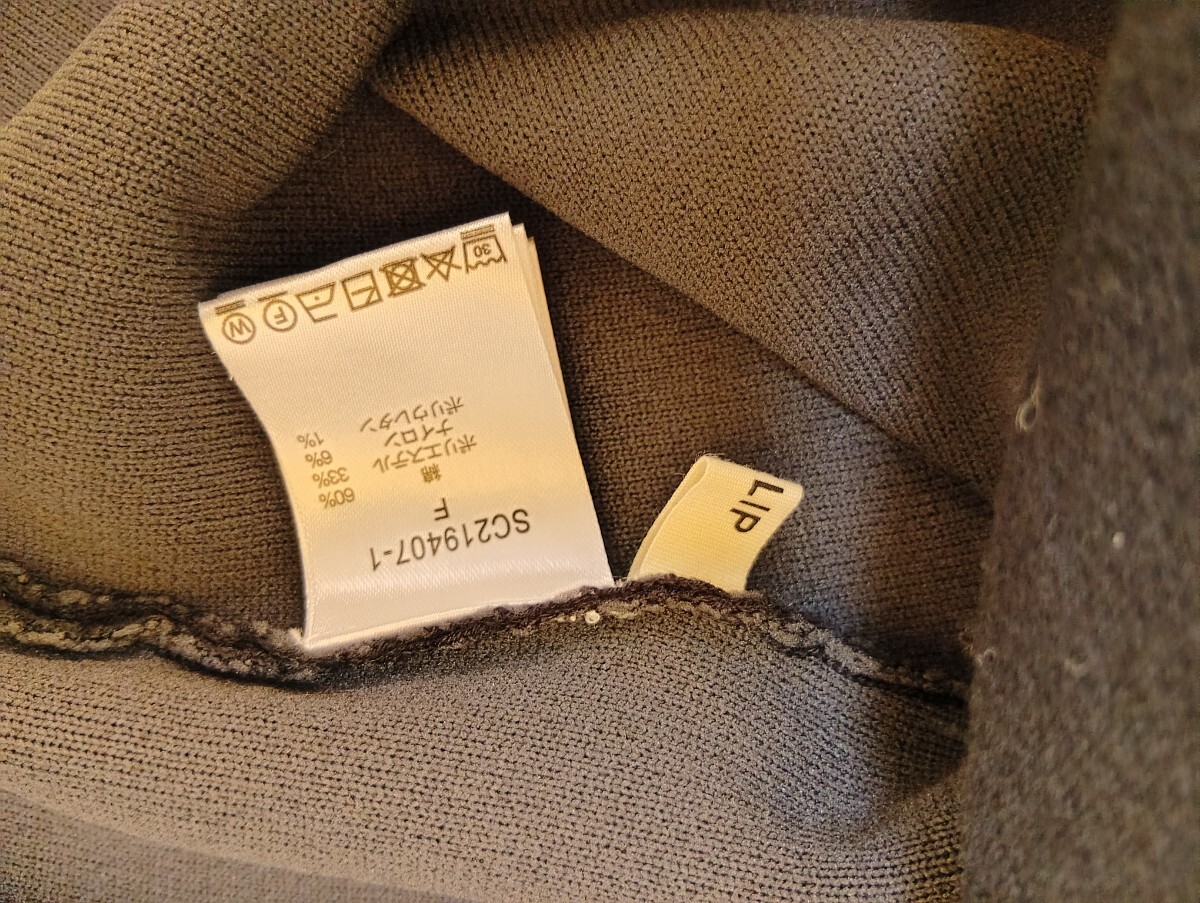 SC219407-1
F
綿 60%
ポリエステル 33%
ナイロン 6%
ポリウレタン 1%
30
F
W
LIP